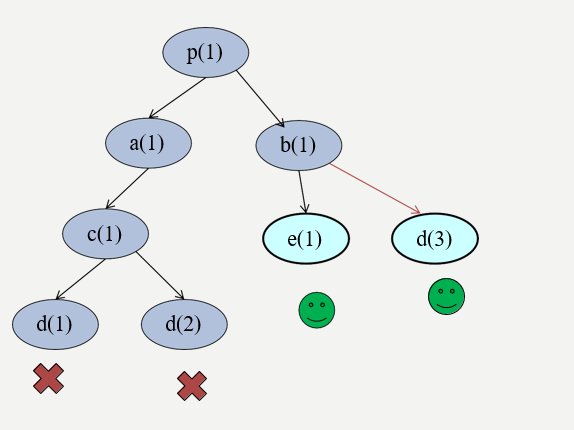 p(1)
a(1)
b(1)
c(1)
e(1)
d(3)
d(1)
d(2)